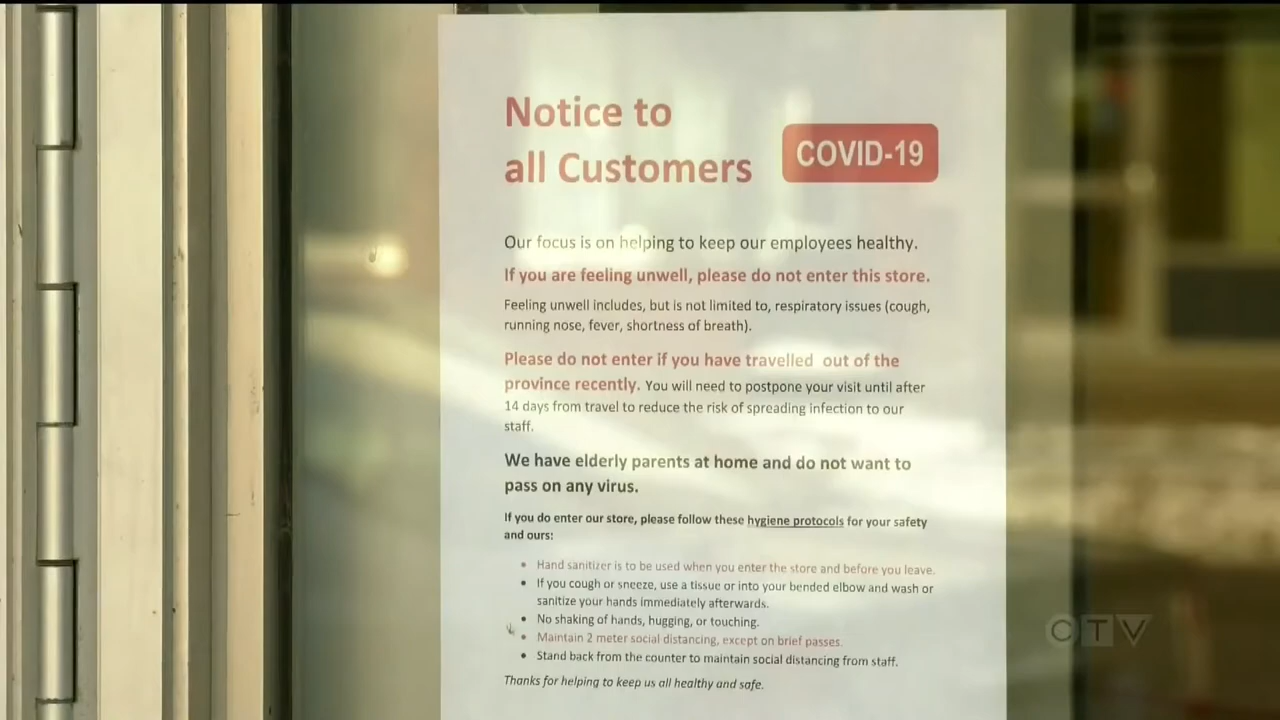 Notice to
all Customers
COVID-19
Our focus is on helping to keep our employees healthy.
If you are feeling unwell, please do not enter this store.
Feeling unwell includes, but is not limited to, respiratory issues (cough,
running nose, fever, shortness of breath).
Please do not enter if you have travelled  out of the
province recently. You will need to postpone your visit until after
14 days from travel to reduce the risk of spreading infection to our
staff.
We have elderly parents at home and do not want to
pass on any virus.
If you do enter our store, please follow these hygiene protocols for your safety
and ours:
• Hand sanitizer is to be used when you enter the store and before you leave.
• If you cough or sneeze, use a tissue or into your bended elbow and wash or
sanitize your hands immediately afterwards.
• No shaking of hands, hugging, or touching.
• Maintain 2 meter social distancing, except on brief passes.
• Stand back from the counter to maintain social distancing from staff.
Thanks for helping to keep us all healthy and safe.
CTV